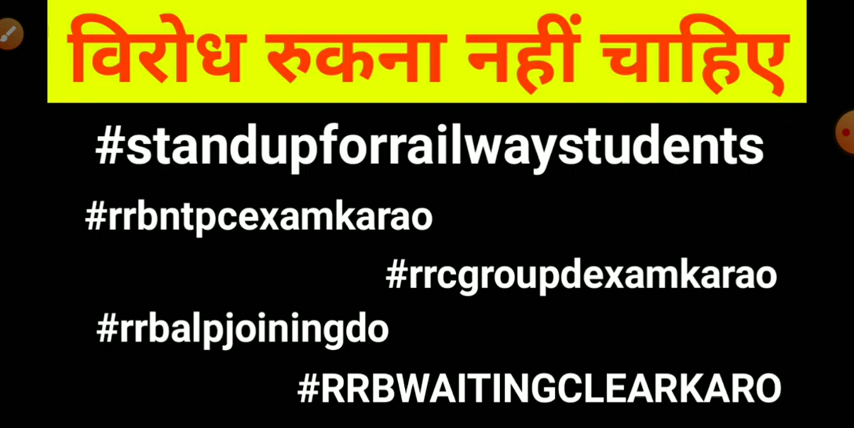 विरोध रुकना नहीं चाहिए
#standupforrailwaystudents
#rrbntpcexamkarao
#rrcgroupdexamkarao
#rrbalpjoiningdo
#RRBWAITINGCLEARKARO